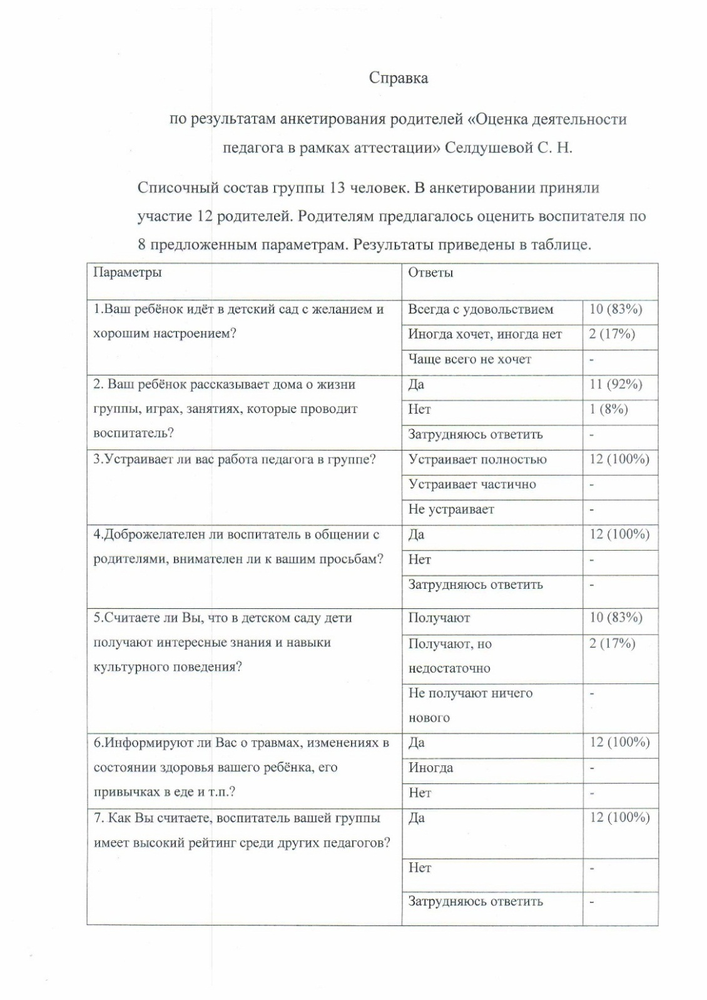 Справка
по результатам анкетирования родителей «Оценка деятельности
педагога в рамках аттестации» Селдушевой С. Н.
Списочный состав группы 13 человек. В анкетировании приняли
участие 12 родителей. Родителям предлагалось оценить воспитателя по
8 предложенным параметрам. Результаты приведены в таблице.
Параметры
Ответы
1.Ваш ребёнок идёт в детский сад с желанием и
хорошим настроением?
Всегда с удовольствием
10 (83%)
Иногда хочет, иногда нет
2 (17%)
Чаще всего не хочет
-
2. Ваш ребёнок рассказывает дома о жизни
группы, играх, занятиях, которые проводит
воспитатель?
Да
11 (92%)
Нет
1 (8%)
Затрудняюсь ответить
-
3.Устраивает ли вас работа педагога в группе?
Устраивает полностью
12 (100%)
Устраивает частично
-
Не устраивает
-
4.Доброжелателен ли воспитатель в общении с
родителями, внимателен ли к вашим просьбам?
Да
12 (100%)
Нет
-
Затрудняюсь ответить
-
5.Считаете ли Вы, что в детском саду дети
получают интересные знания и навыки
культурного поведения?
Получают
10 (83%)
Получают, но
недостаточно
2 (17%)
Не получают ничего
нового
-
6.Информируют ли Вас о травмах, изменениях в
состоянии здоровья вашего ребёнка, его
привычках в еде и т.п.?
Да
12 (100%)
Иногда
-
Нет
-
7. Как Вы считаете, воспитатель вашей группы
имеет высокий рейтинг среди других педагогов?
Да
12 (100%)
Нет
-
Затрудняюсь ответить
-